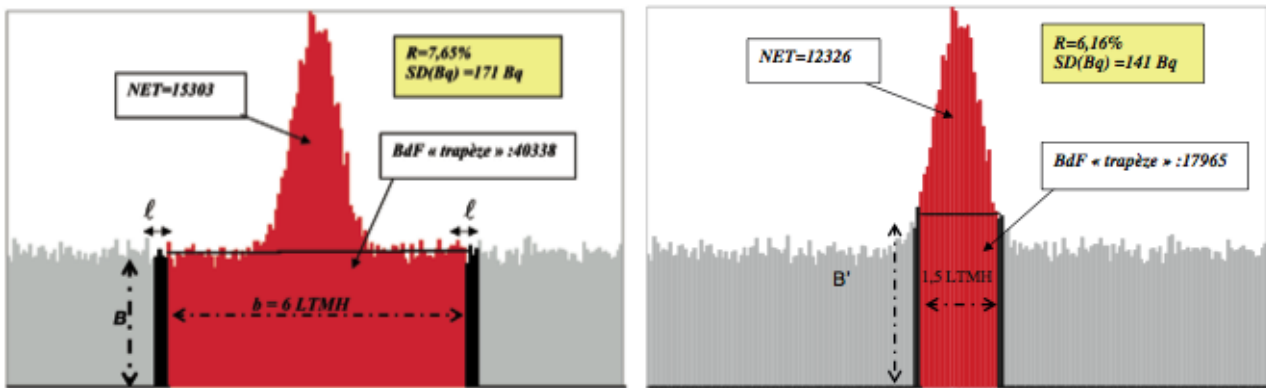 R=7,65%
SD(Bq) =171 Bq
NET=15303
BdF « trapèze » :40338
ℓ
ℓ
B
b = 6 LTMH
R=6,16%
SD(Bq) =141 Bq
NET=12326
BdF « trapèze » :17965
B'
1,5 LTMH